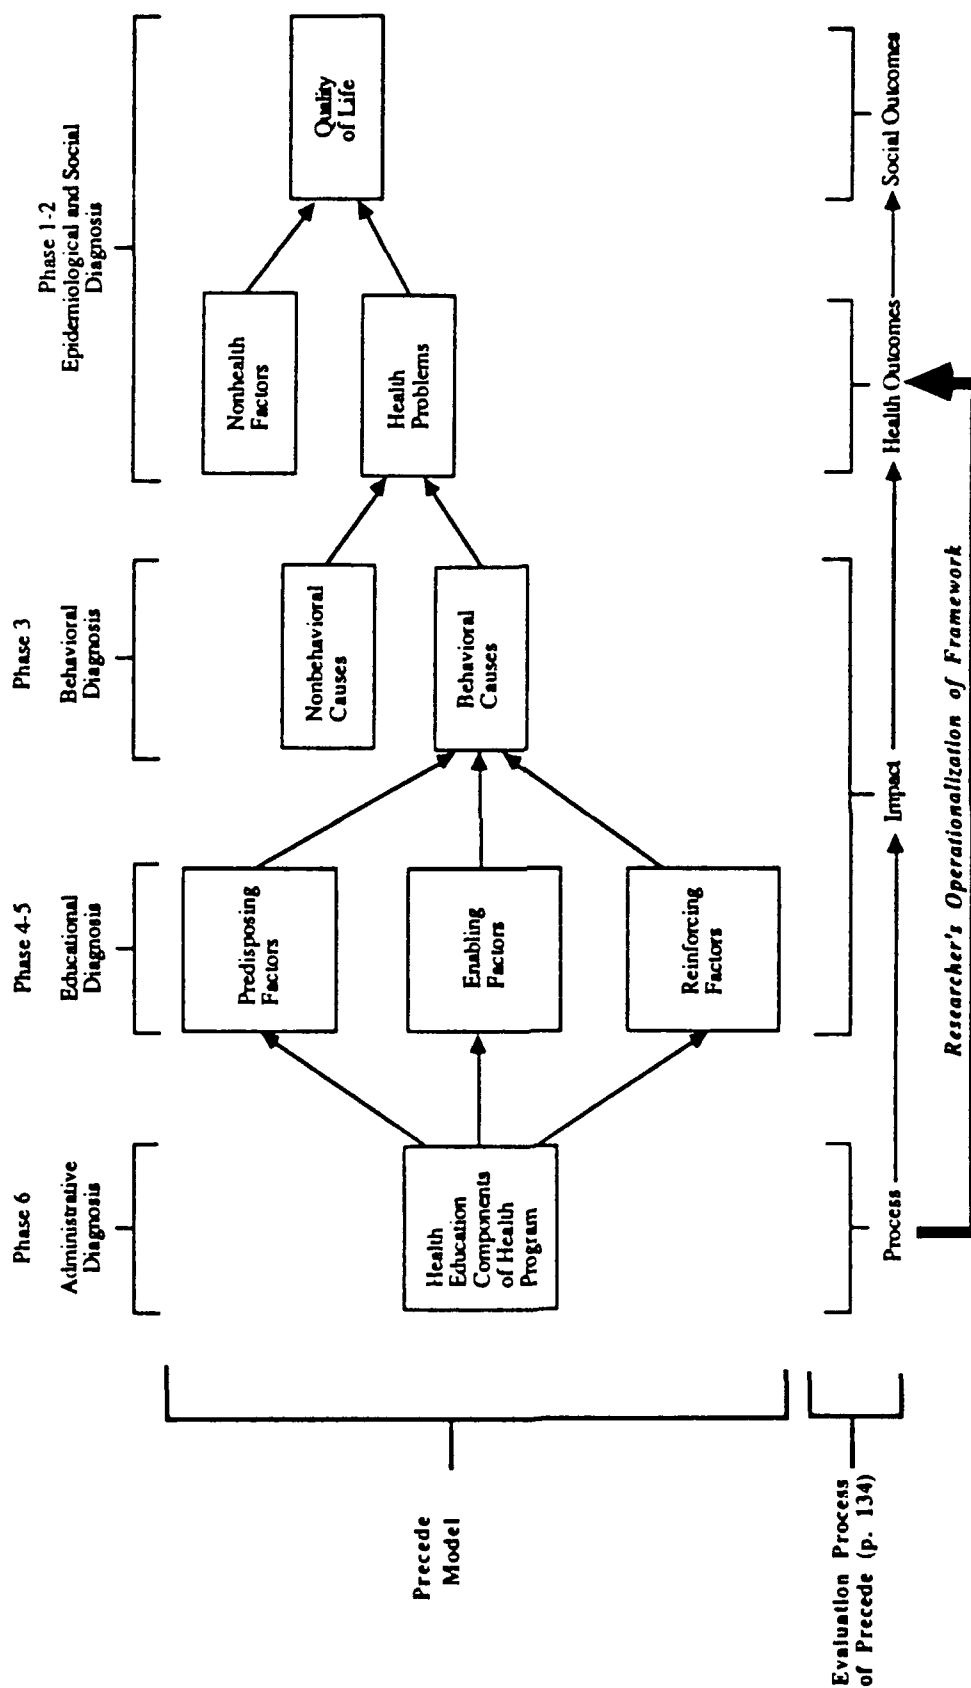 Phase 6
Administrative
Diagnosis
Phase 4-5
Educational
Diagnosis
Phase 3
Behavioral
Diagnosis
Phase 1-2
Epidemiological and Social
Diagnosis
Precede
Model
Health
Education
Components
of Health
Program
Predisposing
Factors
Enabling
Factors
Reinforcing
Factors
Nonbehavioral
Causes
Behavioral
Causes
Nonhealth
Factors
Health
Problems
Quality
of Life
Evaluation Process
of Precede (p. 134)
Process
Impact
Health Outcomes
Social Outcomes
Researcher's Operationalization of Framework